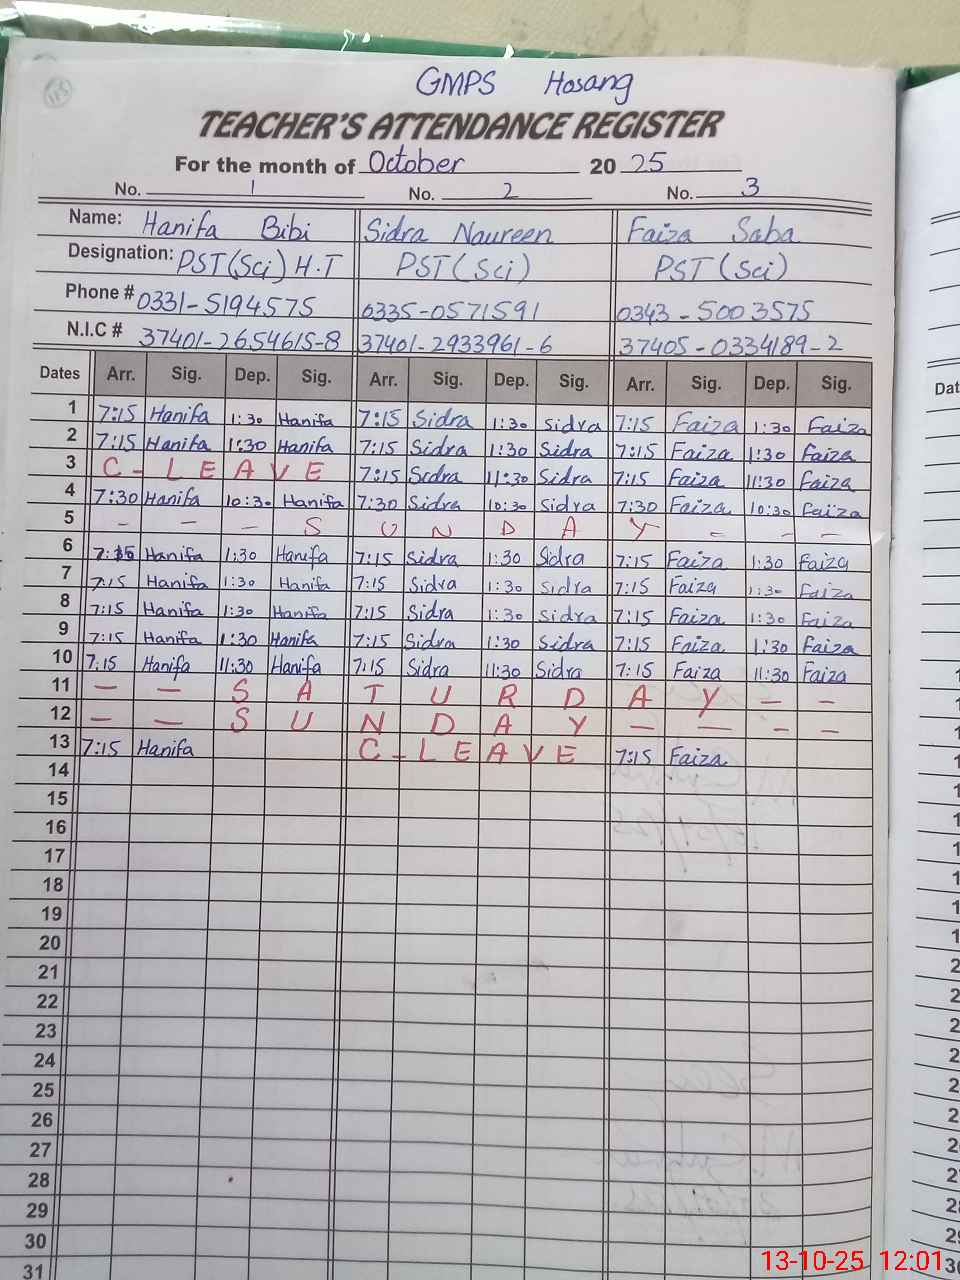 125
GMPS Hosang
TEACHER'S ATTENDANCE REGISTER
For the month of October 20 25
No. 1 No. 2 No. 3
Name: Hanifa Bibi Sidra Naureen Faiza Saba
Designation: PST (Sci) H.T PST (Sci) PST (Sci)
Phone # 0331-5194575 0335-0571591 0343-5003575
N.I.C # 37401-2654615-8 37401-2933961-6 37405-0334189-2
Dates Arr. Sig. Dep. Sig. Arr. Sig. Dep. Sig. Arr. Sig. Dep. Sig.
1 7:15 Hanifa 1:30 Hanifa 7:15 Sidra 1:30 Sidra 7:15 Faiza 1:30 Faiza
2 7:15 Hanifa 1:30 Hanifa 7:15 Sidra 1:30 Sidra 7:15 Faiza 1:30 Faiza
3 C-LEAVE 7:15 Sidra 11:30 Sidra 7:15 Faiza 11:30 Faiza
4 7:30 Hanifa 10:30 Hanifa 7:30 Sidra 10:30 Sidra 7:30 Faiza 10:30 Faiza
5 - - - SUNDAY - - -
6 7:15 Hanifa 1:30 Hanifa 7:15 Sidra 1:30 Sidra 7:15 Faiza 1:30 Faiza
7 7:15 Hanifa 1:30 Hanifa 7:15 Sidra 1:30 Sidra 7:15 Faiza 1:30 Faiza
8 7:15 Hanifa 1:30 Hanifa 7:15 Sidra 1:30 Sidra 7:15 Faiza 1:30 Faiza
9 7:15 Hanifa 1:30 Hanifa 7:15 Sidra 1:30 Sidra 7:15 Faiza 1:30 Faiza
10 7:15 Hanifa 11:30 Hanifa 7:15 Sidra 11:30 Sidra 7:15 Faiza 11:30 Faiza
11 - - SATURDAY - -
12 - - SUNDAY - - - -
13 7:15 Hanifa C-LEAVE 7:15 Faiza
14
15
16
17
18
19
20
21
22
23
24
25
26
27
28
29
30
31
13-10-25 12:01